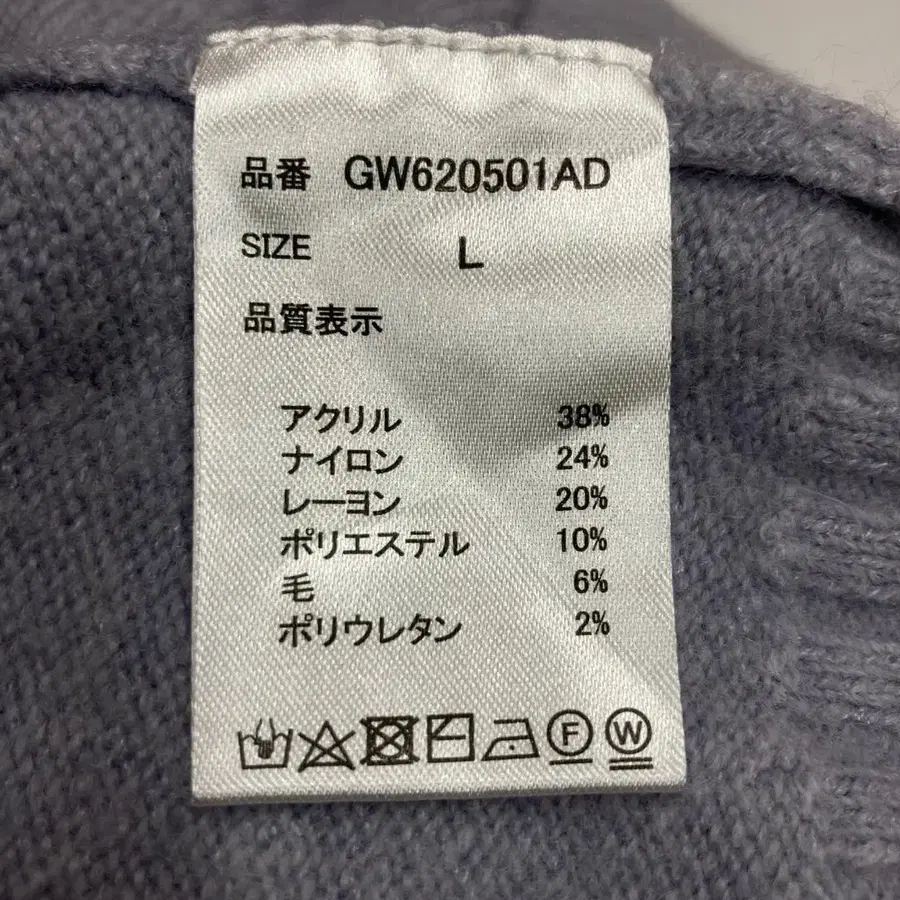 品番 GW620501AD
SIZE L
品質表示
アクリル 38%
ナイロン 24%
レーヨン 20%
ポリエステル 10%
毛 6%
ポリウレタン 2%
F W